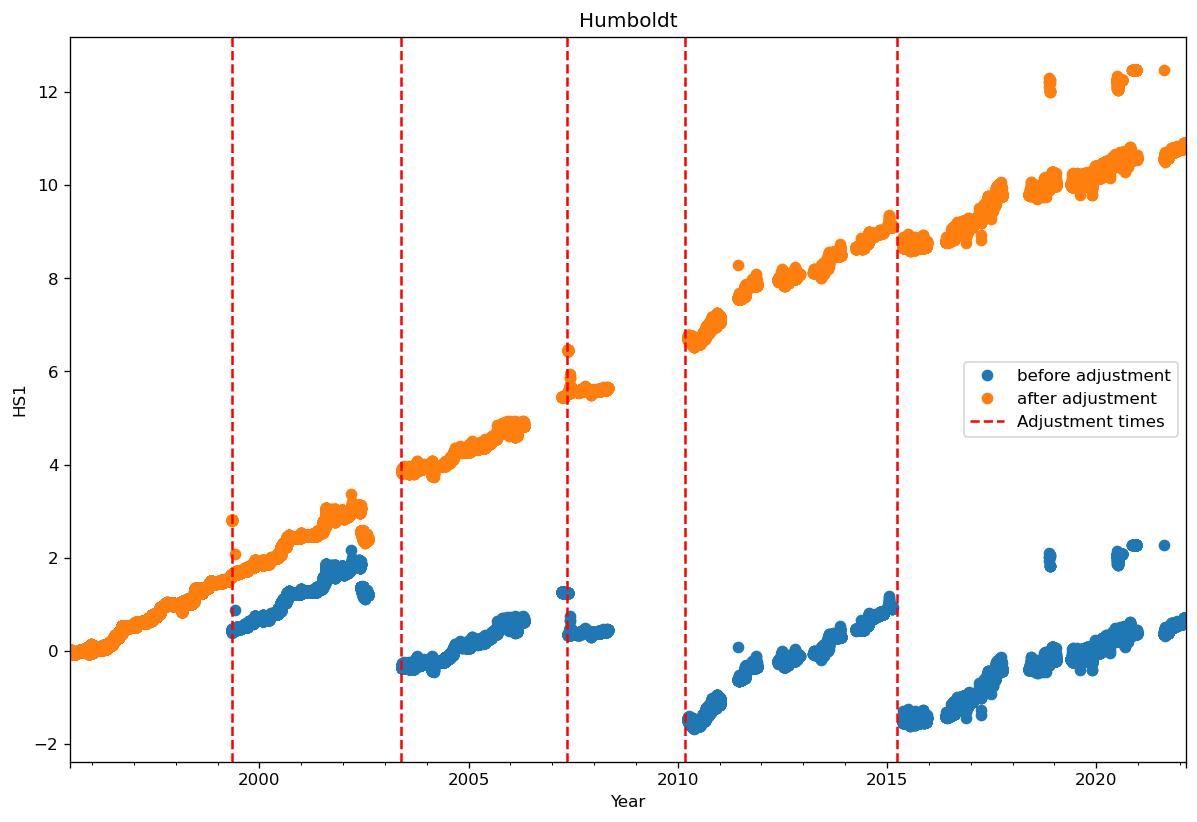 Humboldt
HS1
12
10
8
6
4
2
0
−2
before adjustment
after adjustment
Adjustment times
2000
2005
2010
2015
2020
Year